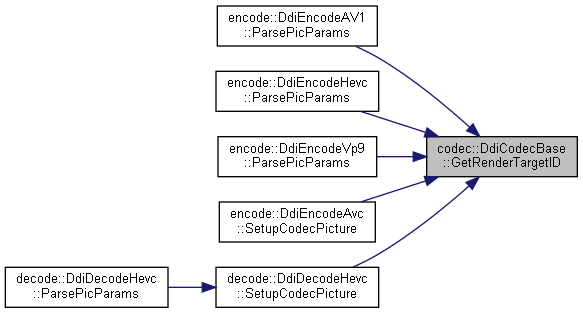 encode::DdiEncodeAV1
::ParsePicParams
encode::DdiEncodeHevc
::ParsePicParams
encode::DdiEncodeVp9
::ParsePicParams
codec::DdiCodecBase
::GetRenderTargetID
encode::DdiEncodeAvc
::SetupCodecPicture
decode::DdiDecodeHevc
::ParsePicParams
decode::DdiDecodeHevc
::SetupCodecPicture